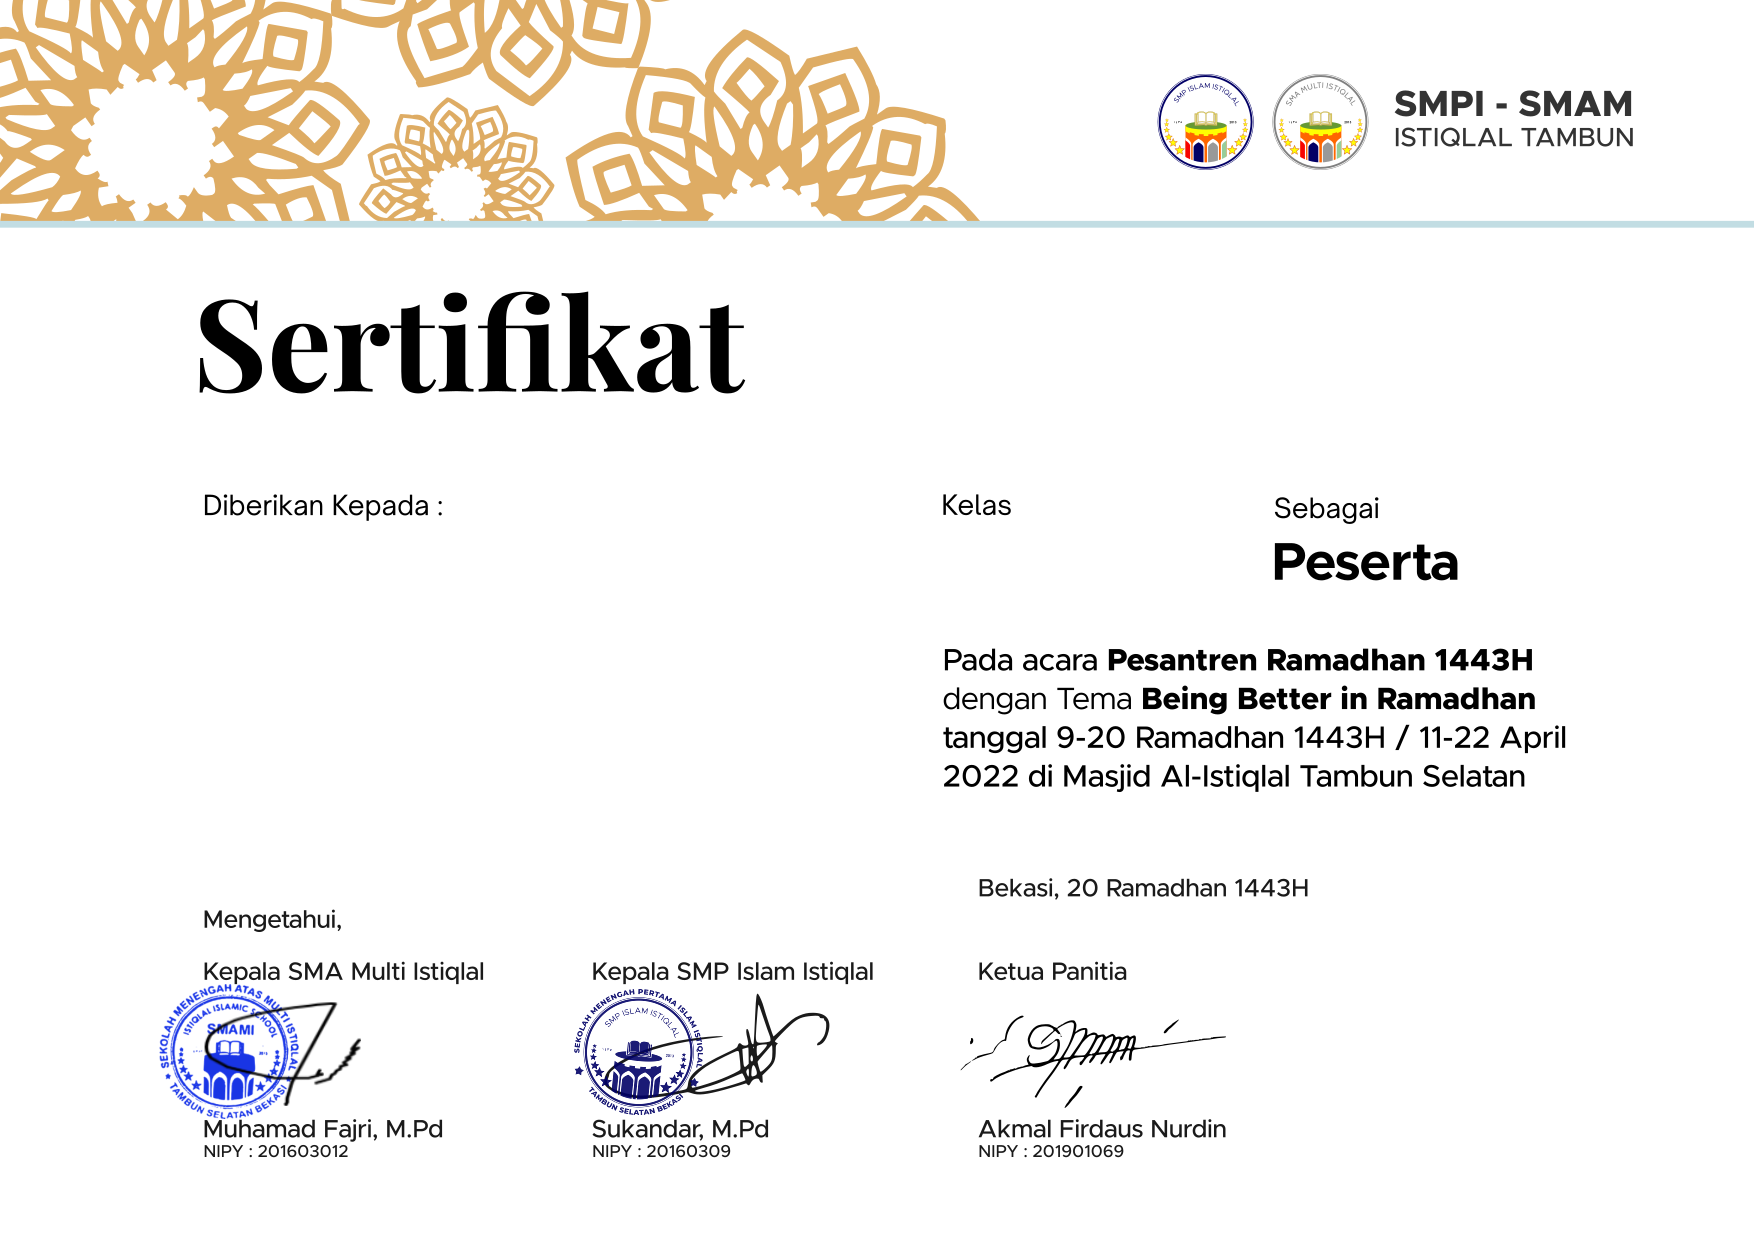 SMP ISLAM ISTIQLAL
SMA MULTI ISTIQLAL
SMPI - SMAM
ISTIQLAL TAMBUN
Sertifikat
Diberikan Kepada :
Kelas
Sebagai
Peserta
Pada acara Pesantren Ramadhan 1443H
dengan Tema Being Better in Ramadhan
tanggal 9-20 Ramadhan 1443H / 11-22 April
2022 di Masjid Al-Istiqlal Tambun Selatan
Bekasi, 20 Ramadhan 1443H
Mengetahui,
Kepala SMA Multi Istiqlal
Kepala SMP Islam Istiqlal
Ketua Panitia
SEKOLAH MENENGAH ATAS MULTI ISTIQLAL
ISTIQLAL ISLAMIC SCHOOL
SMAMI
TAMBUN SELATAN BEKASI
SEKOLAH MENENGAH PERTAMA ISLAM ISTIQLAL
SMP ISLAM ISTIQLAL
TAMBUN SELATAN BEKASI
Muhamad Fajri, M.Pd
NIPY : 201603012
Sukandar, M.Pd
NIPY : 20160309
Akmal Firdaus Nurdin
NIPY : 201901069